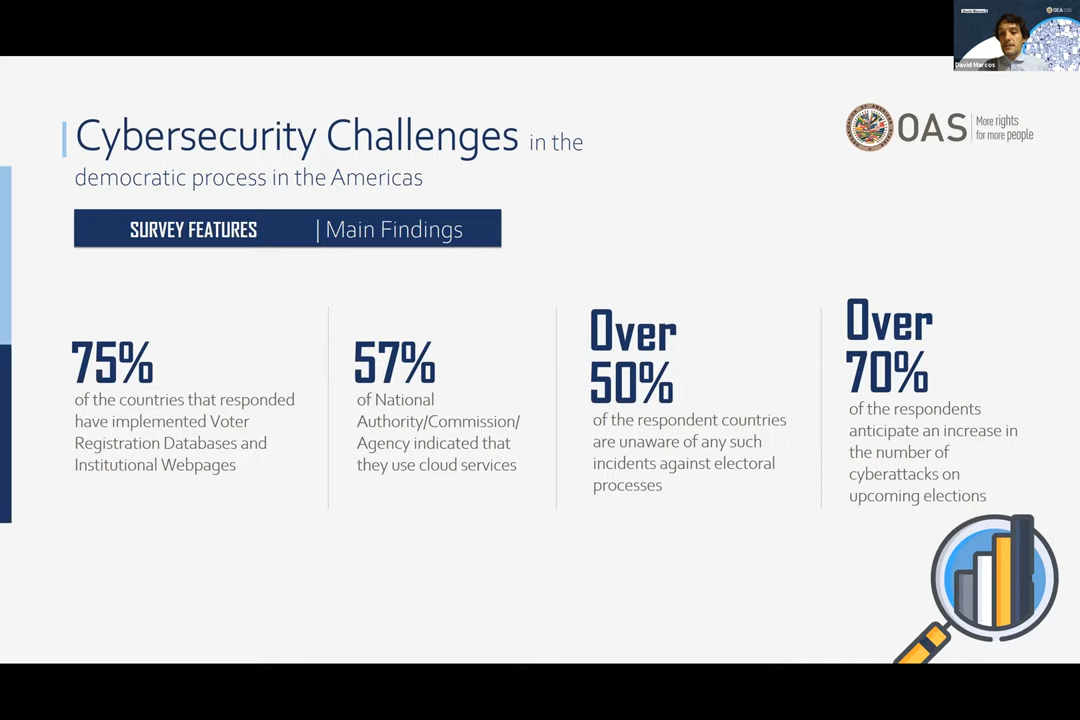 David Marcos
OEA
David Marcos
Cybersecurity Challenges in the
democratic process in the Americas
OAS
More rights
for more people
SURVEY FEATURES | Main Findings
75%
of the countries that responded
have implemented Voter
Registration Databases and
Institutional Webpages
57%
of National
Authority/Commission/
Agency indicated that
they use cloud services
Over
50%
of the respondent countries
are unaware of any such
incidents against electoral
processes
Over
70%
of the respondents
anticipate an increase in
the number of
cyberattacks on
upcoming elections